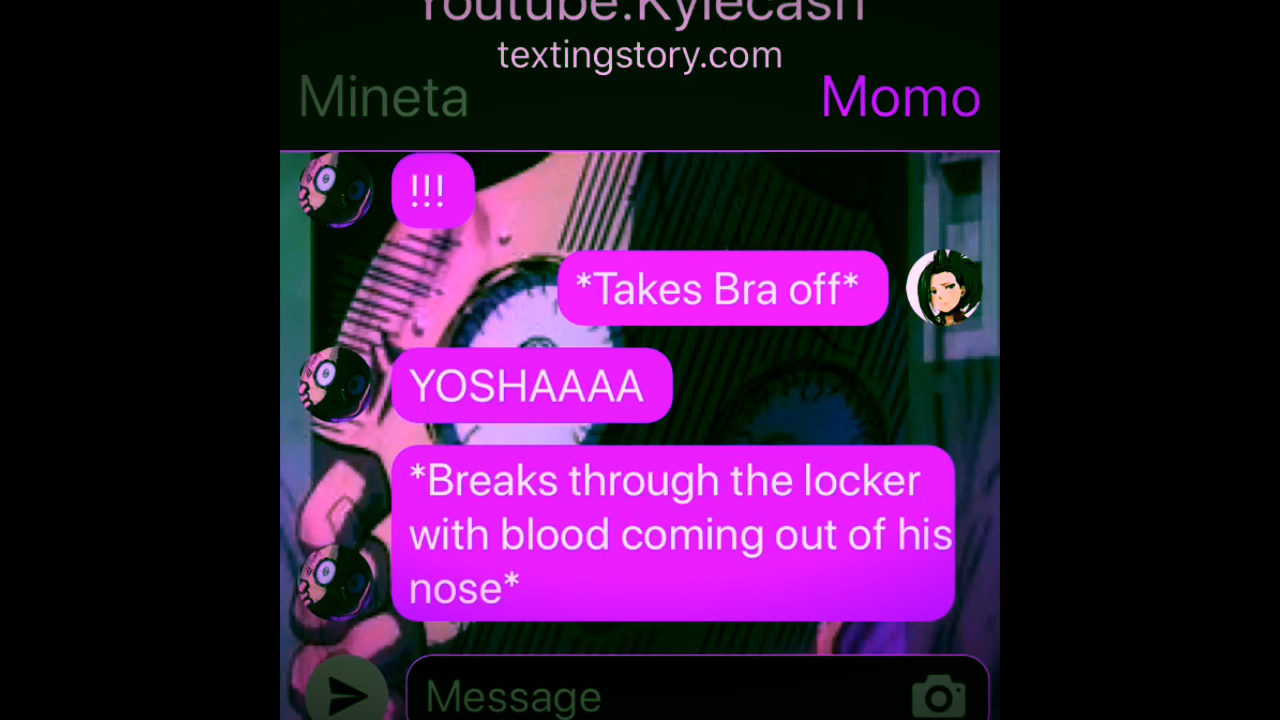 Youtube:Kylecash
textingstory.com
Mineta
Momo
!!!
*Takes Bra off*
YOSHAAAA
*Breaks through the locker
with blood coming out of his
nose*
Message